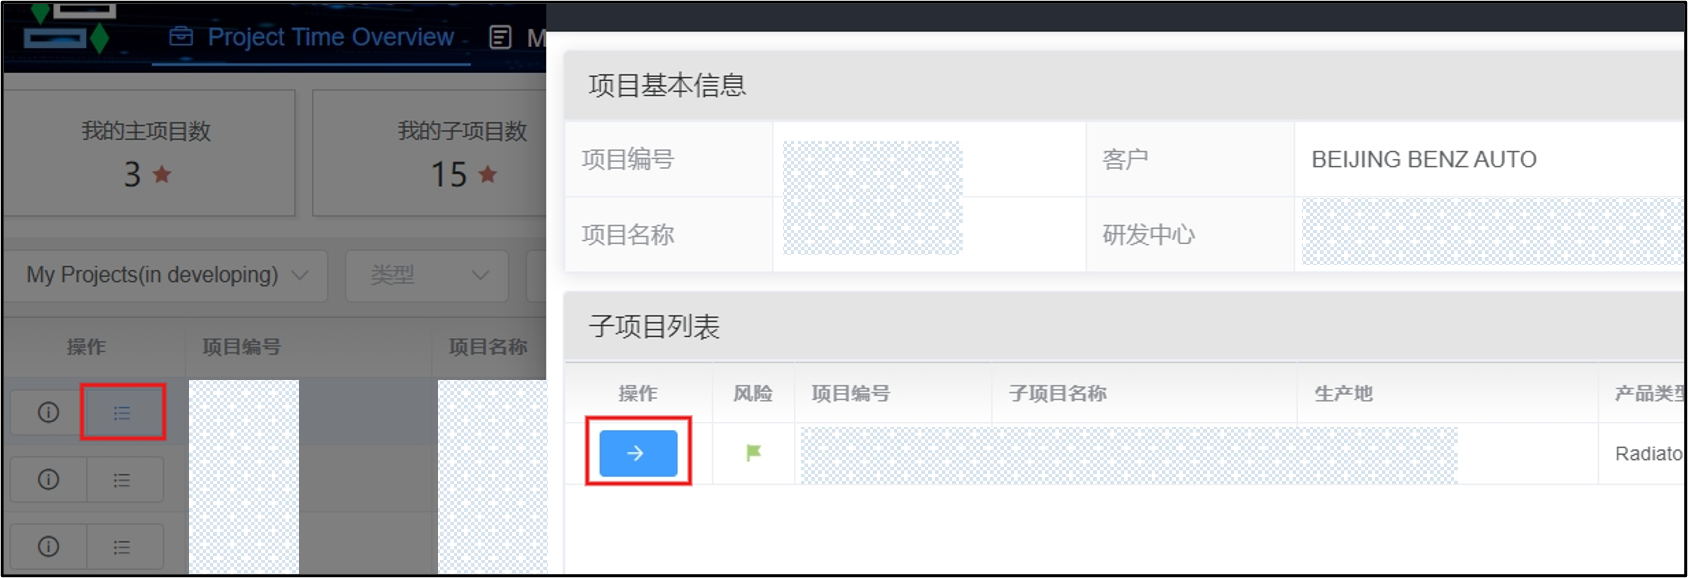 Project Time Overview
我的主项目数
3
我的子项目数
15
My Projects(in developing)
类型
操作 项目编号 项目名称
项目基本信息
项目编号 客户 BEIJING BENZ AUTO
项目名称 研发中心
子项目列表
操作 风险 项目编号 子项目名称 生产地 产品类型
Radiato